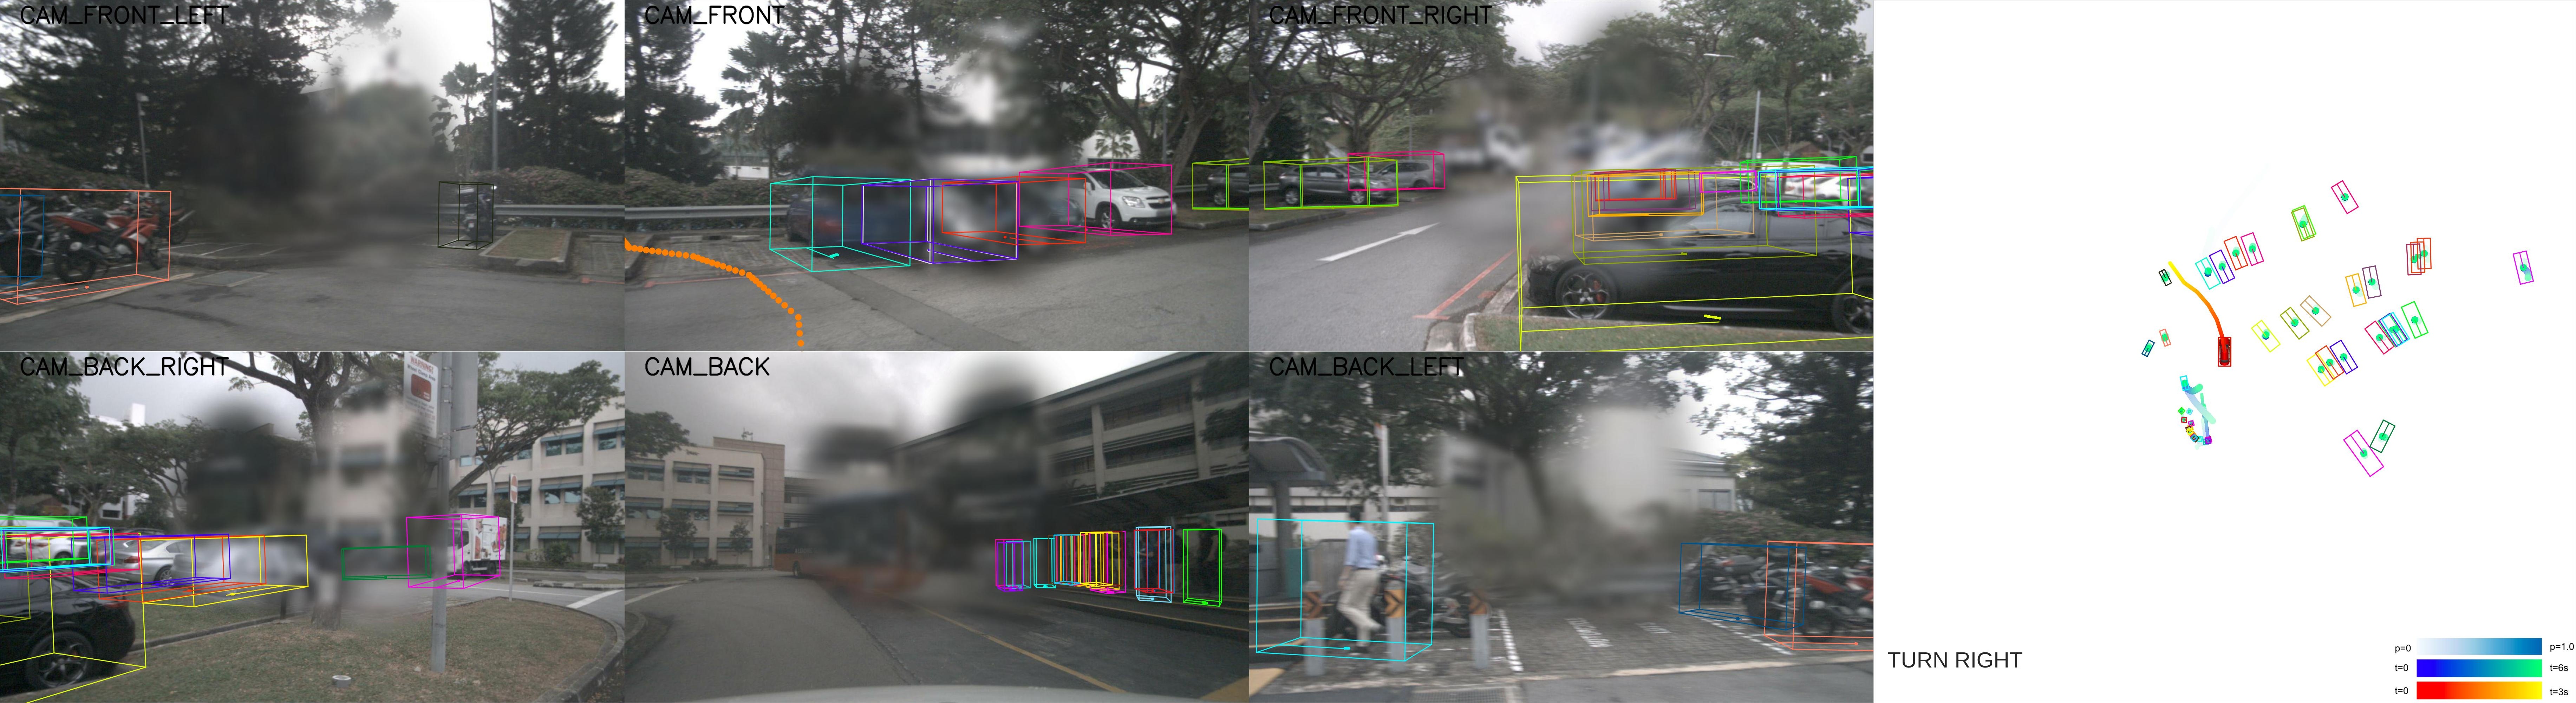 CAM_FRONT_LEFT
CAM_FRONT
CAM_FRONT_RIGHT
CAM_BACK_RIGHT
CAM_BACK
CAM_BACK_LEFT
TURN RIGHT
p=0
p=1.0
t=0
t=6s
t=0
t=3s